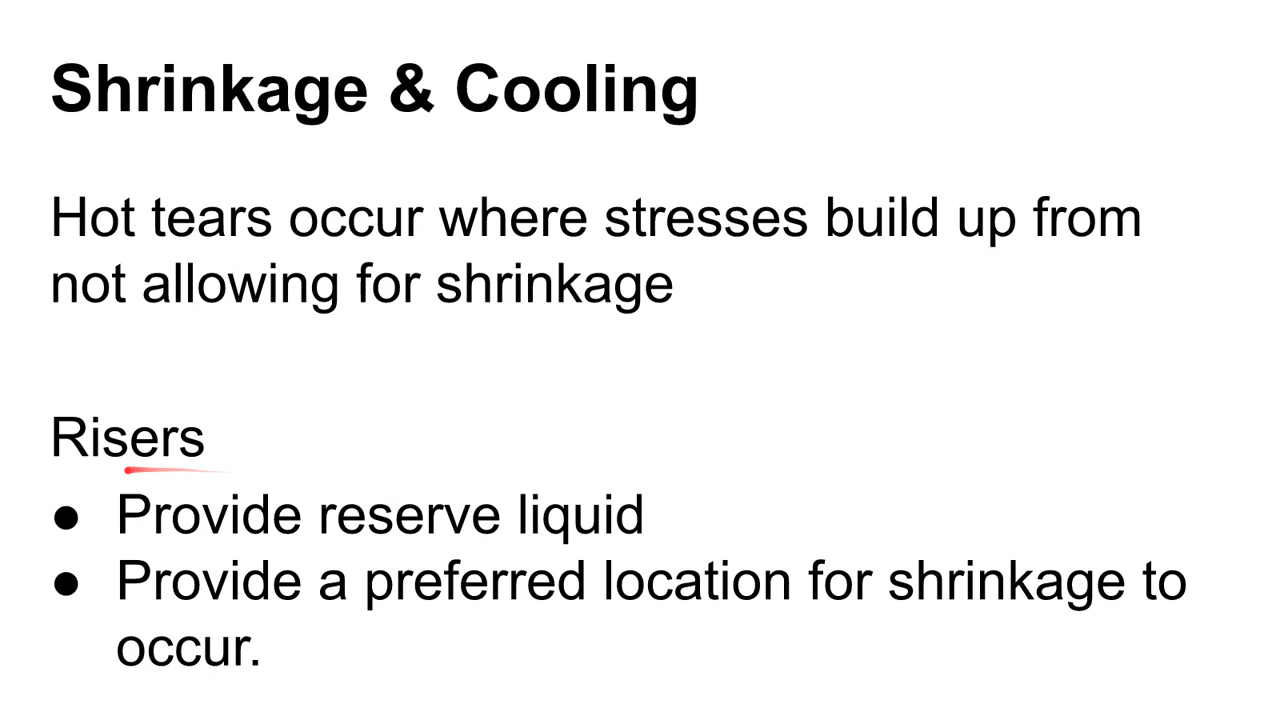 Shrinkage & Cooling
Hot tears occur where stresses build up from
not allowing for shrinkage
Risers
● Provide reserve liquid
● Provide a preferred location for shrinkage to
occur.